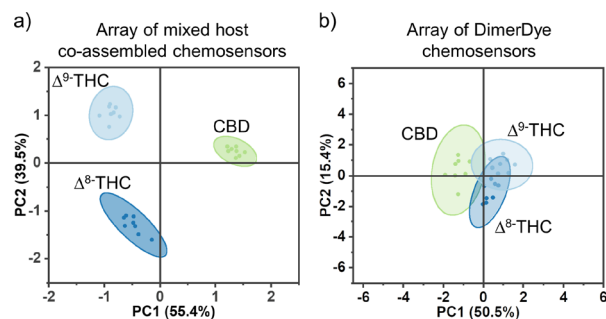 a)
Array of mixed host
co-assembled chemosensors
PC2 (39.5%)
2
1
0
-1
-2
Δ⁹-THC
CBD
Δ⁸-THC
-2
-1
0
1
2
PC1 (55.4%)
b)
Array of DimerDye
chemosensors
PC2 (15.4%)
6
4
2
0
-2
-4
-6
CBD
Δ⁹-THC
Δ⁸-THC
-6
-4
-2
0
2
4
6
PC1 (50.5%)